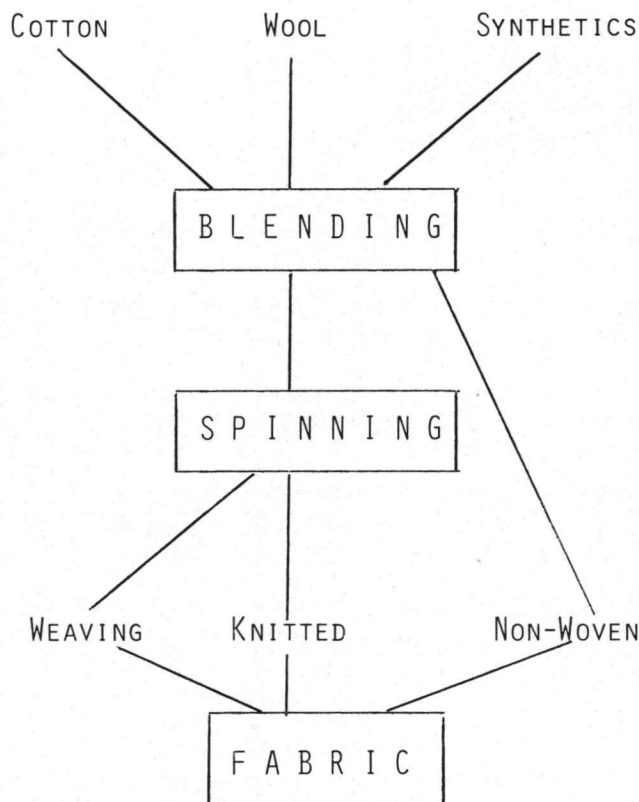 COTTON WOOL SYNTHETICS
BLENDING
SPINNING
WEAVING KNITTED NON-WOVEN
FABRIC